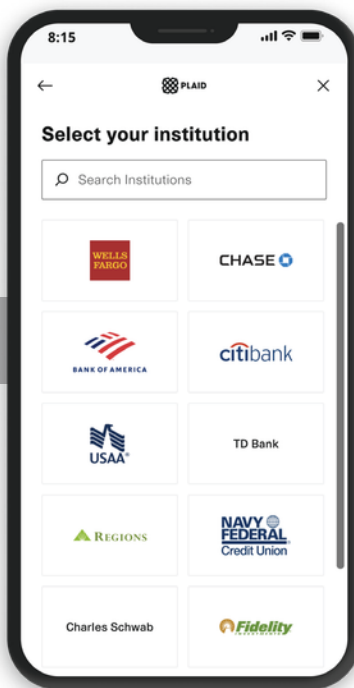 8:15
PLAID
Select your institution
Search Institutions
WELLS
FARGO
CHASE
BANK OF AMERICA
citibank
USAA®
TD Bank
REGIONS
NAVY
FEDERAL
Credit Union
Charles Schwab
Fidelity
INVESTMENTS